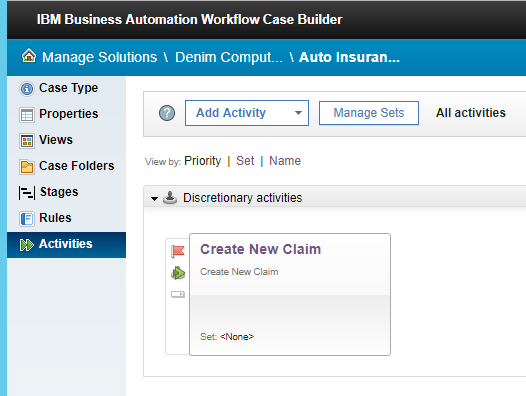 IBM Business Automation Workflow Case Builder
Manage Solutions \ Denim Comput... \ Auto Insuran...
Case Type
Properties
Views
Case Folders
Stages
Rules
Activities
Add Activity
Manage Sets
All activities
View by: Priority | Set | Name
Discretionary activities
Create New Claim
Create New Claim
Set: <None>